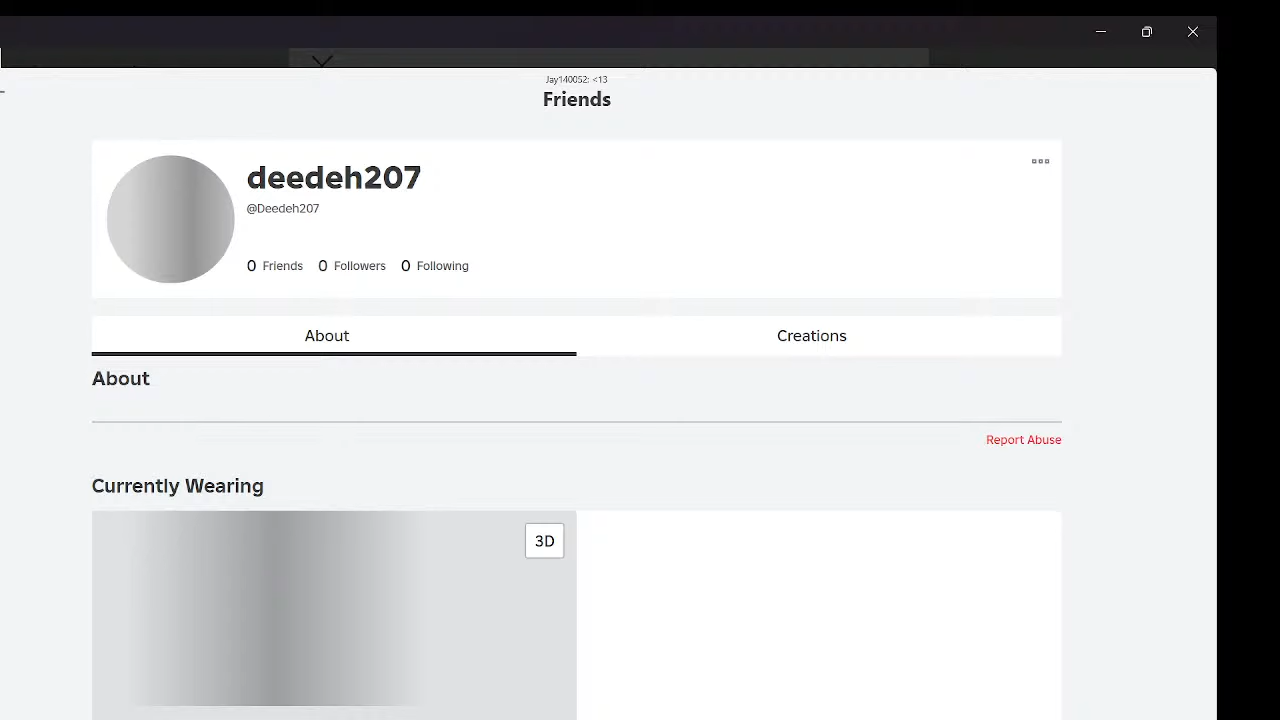 Jay140052: <13
Friends
deedeh207
@Deedeh207
0 Friends 0 Followers 0 Following
About Creations
About
Report Abuse
Currently Wearing
3D